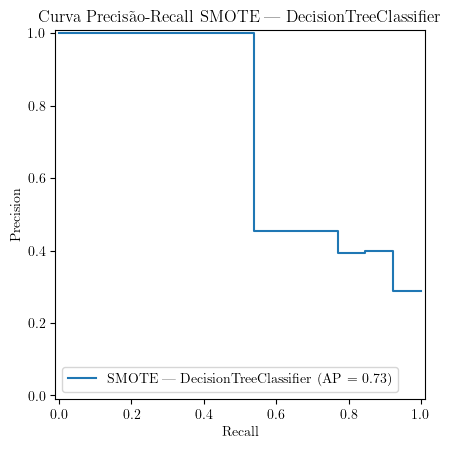 Curva Precisão-Recall SMOTE — DecisionTreeClassifier
1.0
0.8
0.6
0.4
0.2
0.0
Precision
SMOTE — DecisionTreeClassifier (AP = 0.73)
0.0 0.2 0.4 0.6 0.8 1.0
Recall